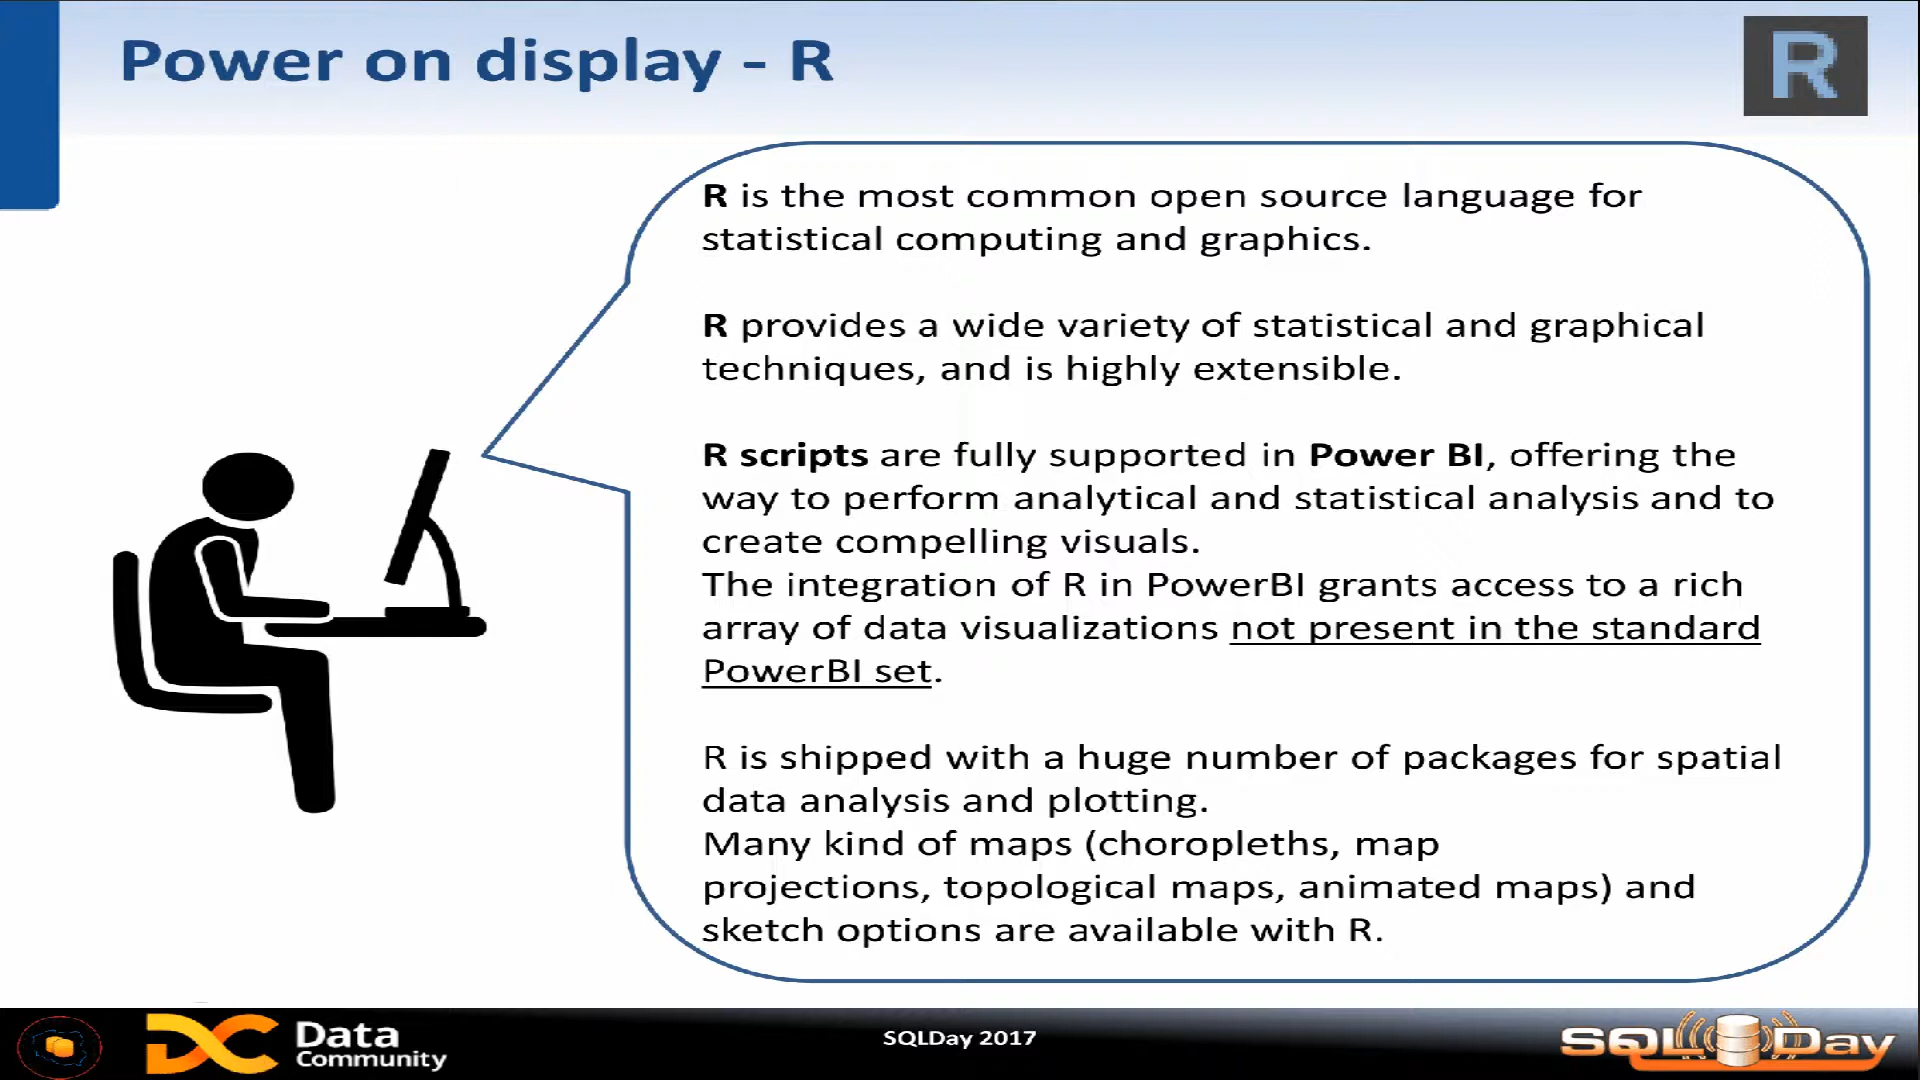 Power on display - R
R
R is the most common open source language for
statistical computing and graphics.
R provides a wide variety of statistical and graphical
techniques, and is highly extensible.
R scripts are fully supported in Power BI, offering the
way to perform analytical and statistical analysis and to
create compelling visuals.
The integration of R in PowerBI grants access to a rich
array of data visualizations not present in the standard
PowerBI set.
R is shipped with a huge number of packages for spatial
data analysis and plotting.
Many kind of maps (choropleths, map
projections, topological maps, animated maps) and
sketch options are available with R.
DC Data
Community
SQLDay 2017
SQL Day